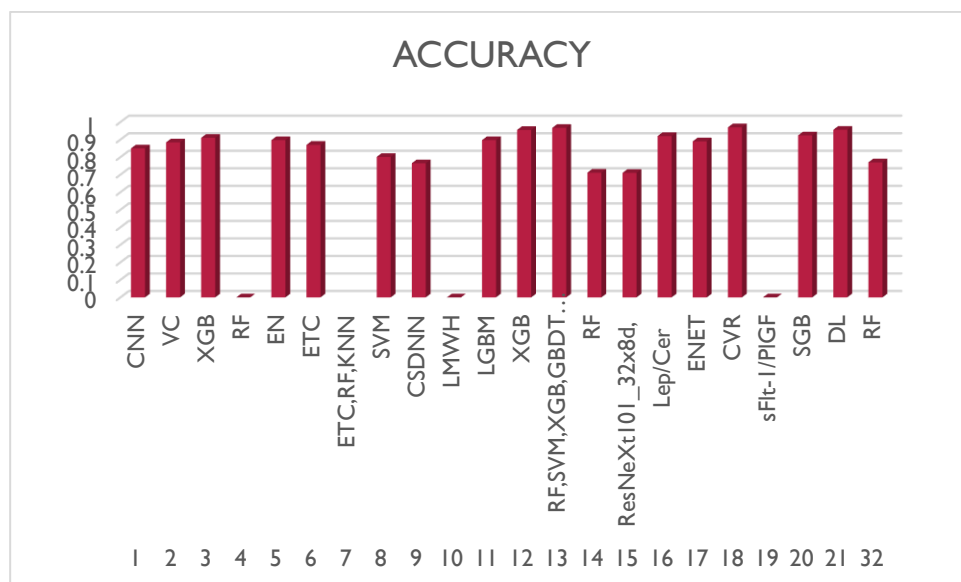 ACCURACY
1
0.9
0.8
0.7
0.6
0.5
0.4
0.3
0.2
0.1
0
CNN
VC
XGB
RF
EN
ETC
ETC,RF,KNN
SVM
CSDNN
LMWH
LGBM
XGB
RF,SVM,XGB,GBDT..
RF
ResNeXt101_32x8d,
Lep/Cer
ENET
CVR
sFlt-1/PlGF
SGB
DL
RF
1 2 3 4 5 6 7 8 9 10 11 12 13 14 15 16 17 18 19 20 21 32